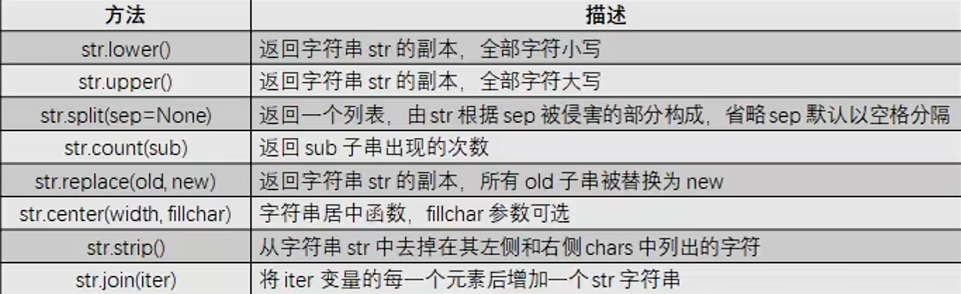 方法 描述
str.lower() 返回字符串 str 的副本，全部字符小写
str.upper() 返回字符串 str 的副本，全部字符大写
str.split(sep=None) 返回一个列表，由 str 根据 sep 被侵害的部分构成，省略 sep 默认以空格分隔
str.count(sub) 返回 sub 子串出现的次数
str.replace(old, new) 返回字符串 str 的副本，所有 old 子串被替换为 new
str.center(width, fillchar) 字符串居中函数，fillchar 参数可选
str.strip() 从字符串 str 中去掉在其左侧和右侧 chars 中列出的字符
str.join(iter) 将 iter 变量的每一个元素后增加一个 str 字符串